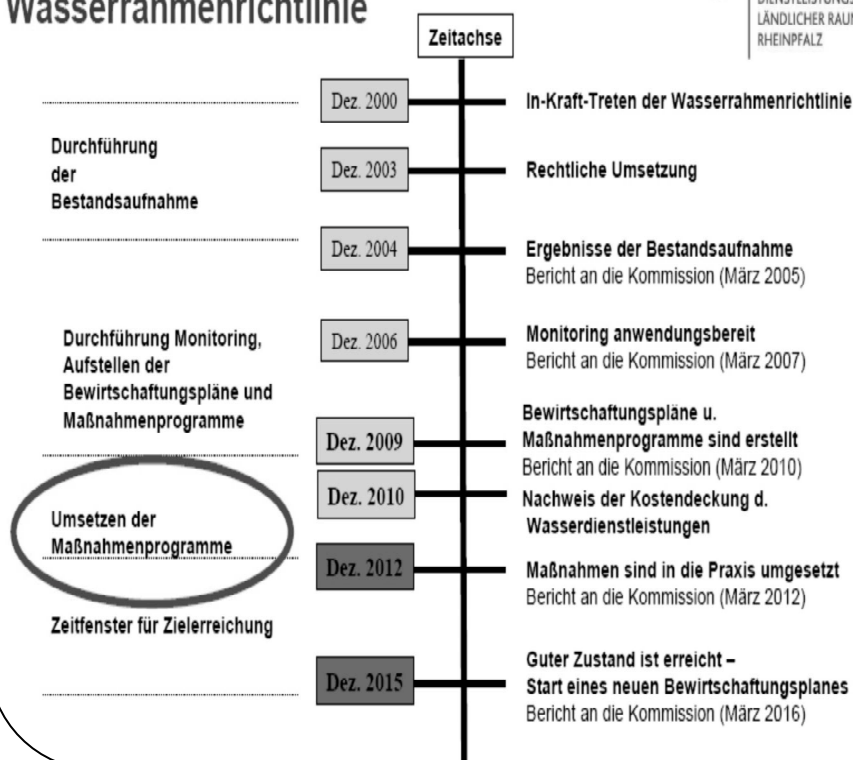 Wasserrahmenrichtlinie
LÄNDLICHER RAUM
RHEINPFALZ
Zeitachse
Dez. 2000
In-Kraft-Treten der Wasserrahmenrichtlinie
Durchführung
der
Bestandsaufnahme
Dez. 2003
Rechtliche Umsetzung
Dez. 2004
Ergebnisse der Bestandsaufnahme
Bericht an die Kommission (März 2005)
Durchführung Monitoring,
Aufstellen der
Bewirtschaftungspläne und
Maßnahmenprogramme
Dez. 2006
Monitoring anwendungsbereit
Bericht an die Kommission (März 2007)
Dez. 2009
Bewirtschaftungspläne u.
Maßnahmenprogramme sind erstellt
Bericht an die Kommission (März 2010)
Dez. 2010
Nachweis der Kostendeckung d.
Wasserdienstleistungen
Umsetzen der
Maßnahmenprogramme
Dez. 2012
Maßnahmen sind in die Praxis umgesetzt
Bericht an die Kommission (März 2012)
Zeitfenster für Zielerreichung
Dez. 2015
Guter Zustand ist erreicht –
Start eines neuen Bewirtschaftungsplanes
Bericht an die Kommission (März 2016)